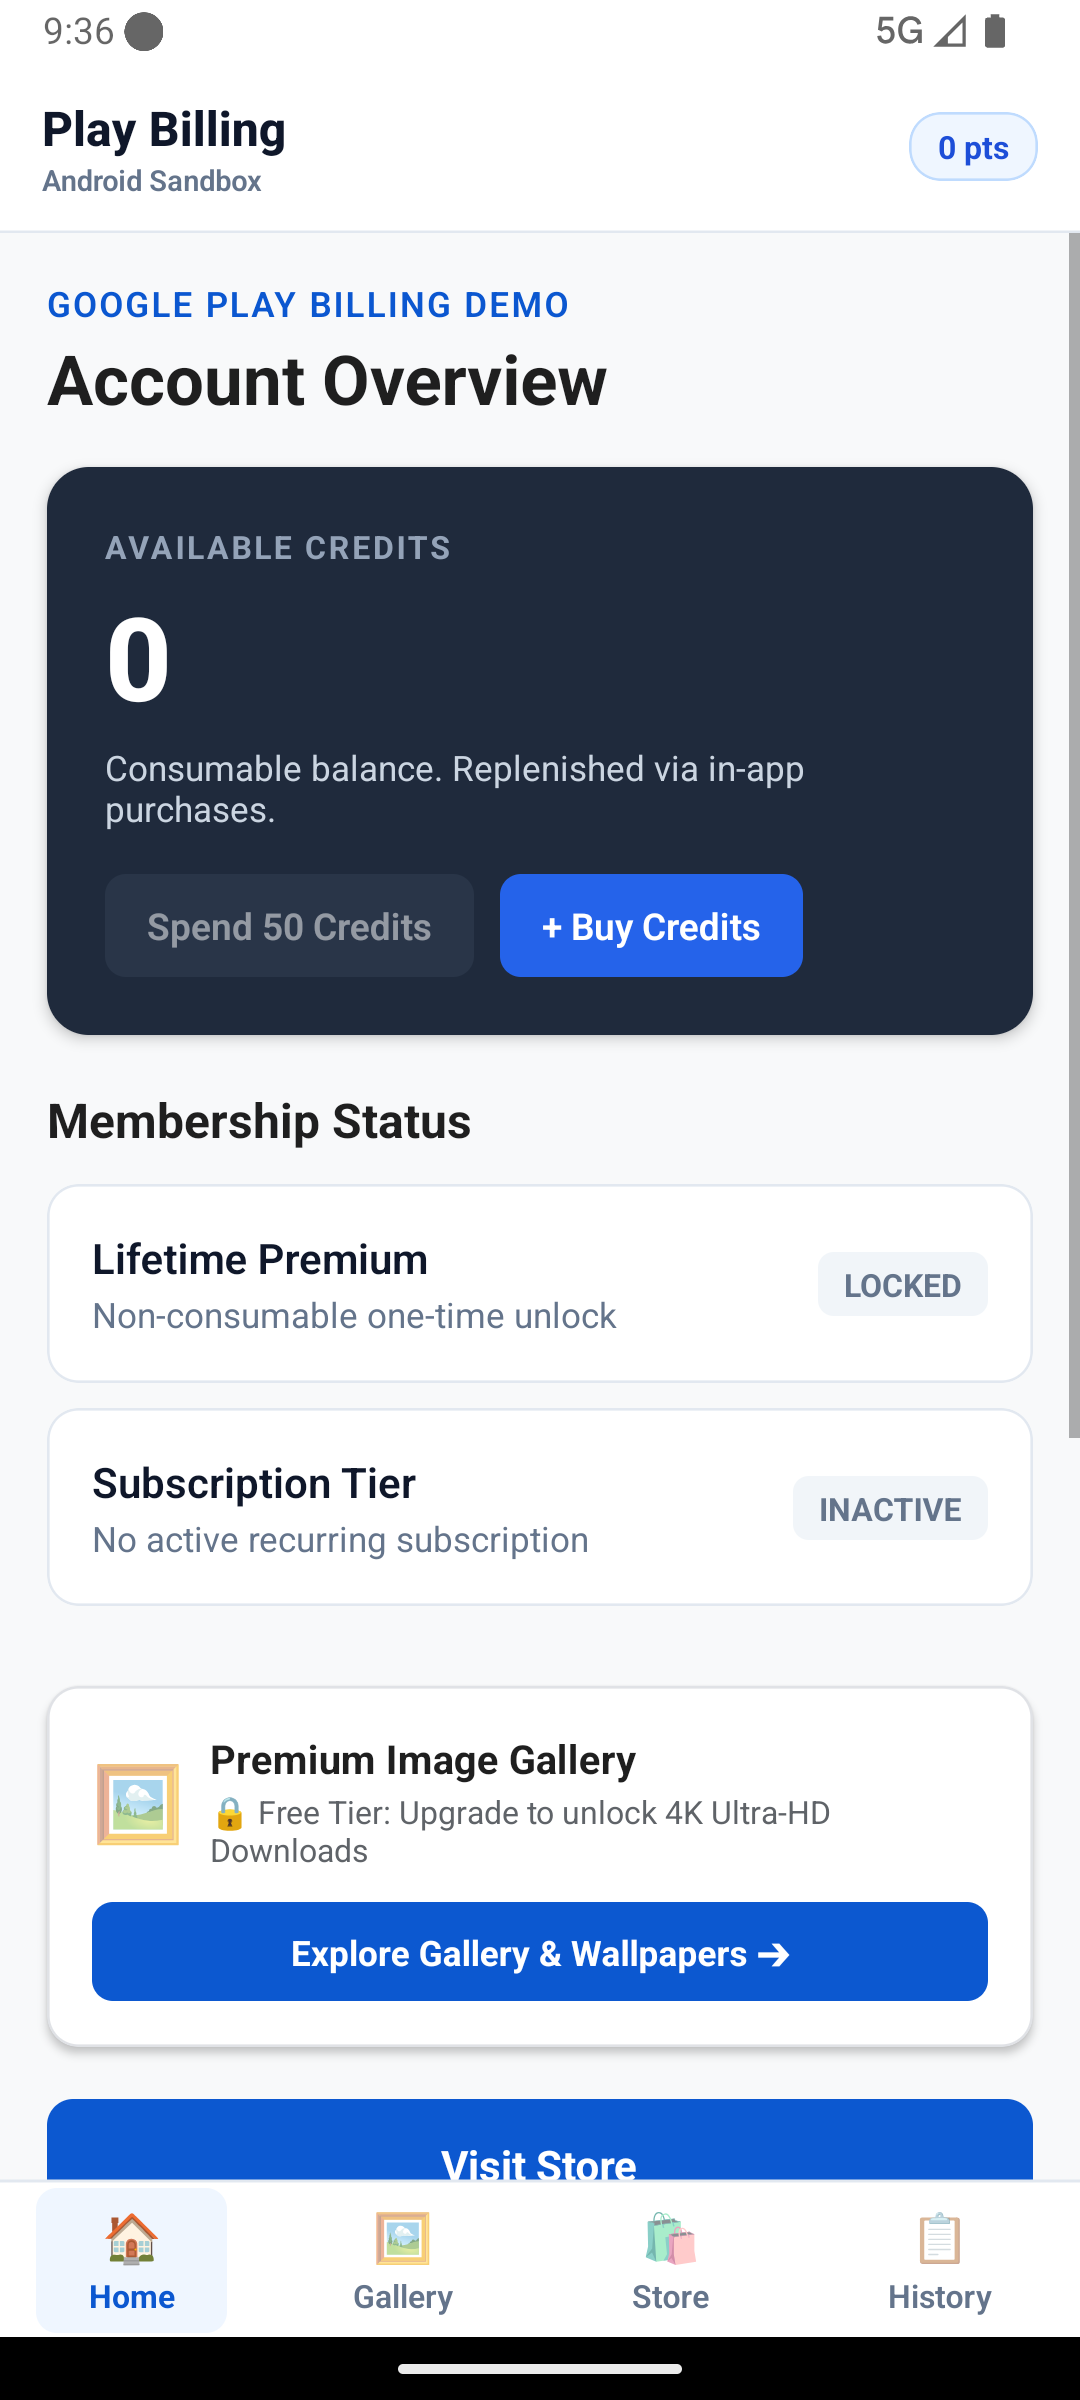 9:36
5G
Play Billing
Android Sandbox
0 pts
GOOGLE PLAY BILLING DEMO
Account Overview
AVAILABLE CREDITS
0
Consumable balance. Replenished via in-app
purchases.
Spend 50 Credits
+ Buy Credits
Membership Status
Lifetime Premium
Non-consumable one-time unlock
LOCKED
Subscription Tier
No active recurring subscription
INACTIVE
Premium Image Gallery
🔒 Free Tier: Upgrade to unlock 4K Ultra-HD
Downloads
Explore Gallery & Wallpapers →
Visit Store
Home
Gallery
Store
History